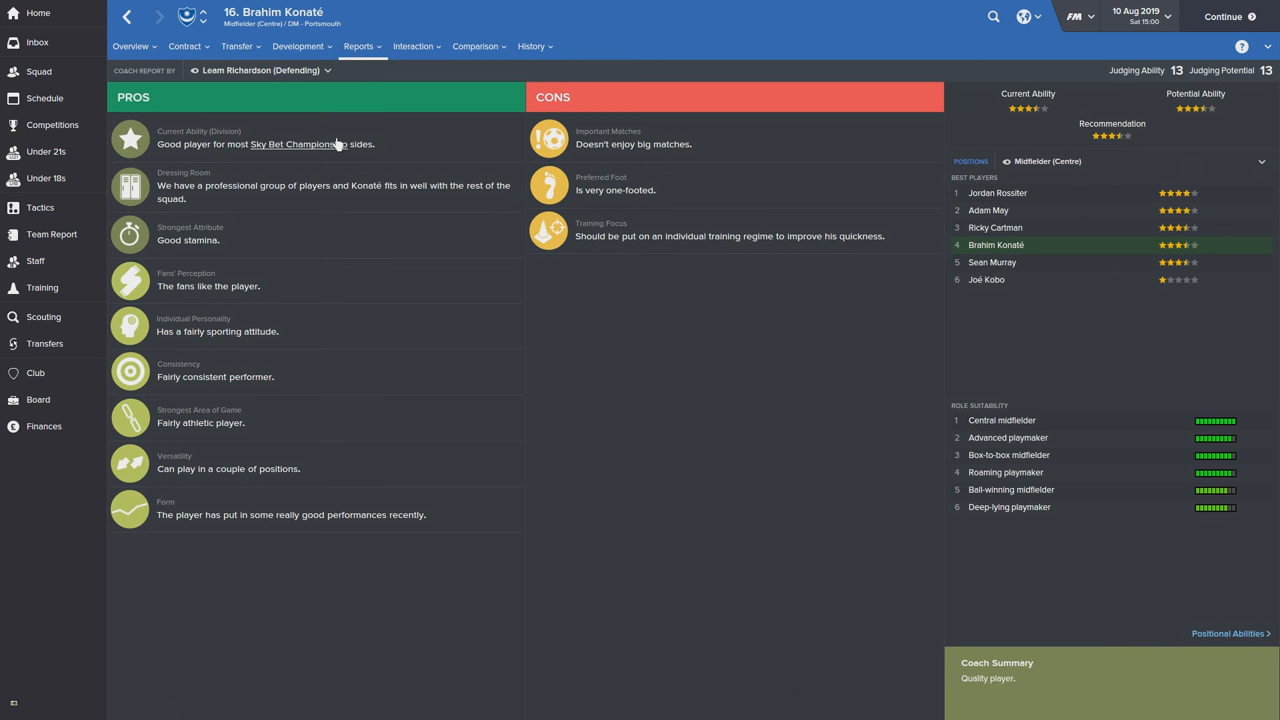 Home
Inbox
Squad
Schedule
Competitions
Under 21s
Under 18s
Tactics
Team Report
Staff
Training
Scouting
Transfers
Club
Board
Finances
16. Brahim Konaté
Midfielder (Centre) / DM - Portsmouth
FM
10 Aug 2019
Sat 15:00
Continue
Overview
Contract
Transfer
Development
Reports
Interaction
Comparison
History
?
COACH REPORT BY
Leam Richardson (Defending)
Judging Ability 13 Judging Potential 13
PROS
Current Ability (Division)
Good player for most Sky Bet Championship sides.
Dressing Room
We have a professional group of players and Konaté fits in well with the rest of the
squad.
Strongest Attribute
Good stamina.
Fans' Perception
The fans like the player.
Individual Personality
Has a fairly sporting attitude.
Consistency
Fairly consistent performer.
Strongest Area of Game
Fairly athletic player.
Versatility
Can play in a couple of positions.
Form
The player has put in some really good performances recently.
CONS
Important Matches
Doesn't enjoy big matches.
Preferred Foot
Is very one-footed.
Training Focus
Should be put on an individual training regime to improve his quickness.
Current Ability
Potential Ability
Recommendation
POSITIONS
Midfielder (Centre)
BEST PLAYERS
1 Jordan Rossiter
2 Adam May
3 Ricky Cartman
4 Brahim Konaté
5 Sean Murray
6 Joé Kobo
ROLE SUITABILITY
1 Central midfielder
2 Advanced playmaker
3 Box-to-box midfielder
4 Roaming playmaker
5 Ball-winning midfielder
6 Deep-lying playmaker
Positional Abilities
Coach Summary
Quality player.